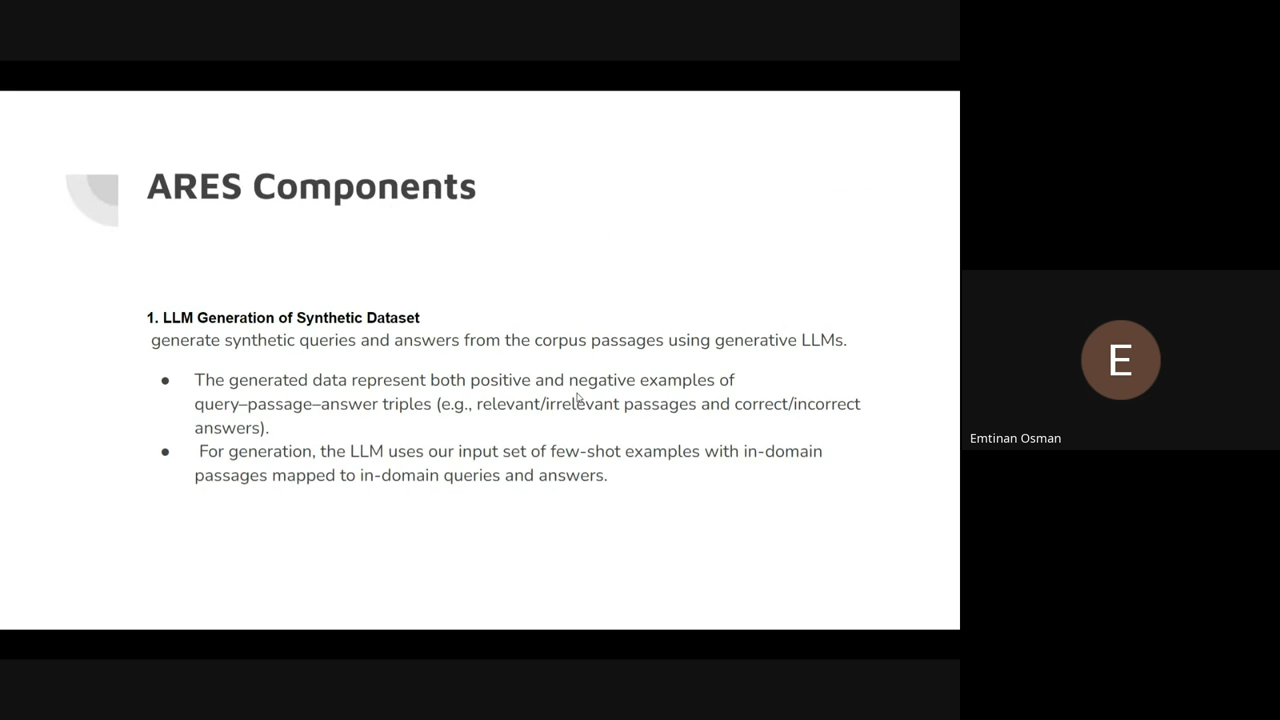 ARES Components
1. LLM Generation of Synthetic Dataset
generate synthetic queries and answers from the corpus passages using generative LLMs.
● The generated data represent both positive and negative examples of
query–passage–answer triples (e.g., relevant/irrelevant passages and correct/incorrect
answers).
● For generation, the LLM uses our input set of few-shot examples with in-domain
passages mapped to in-domain queries and answers.
E
Emtinan Osman